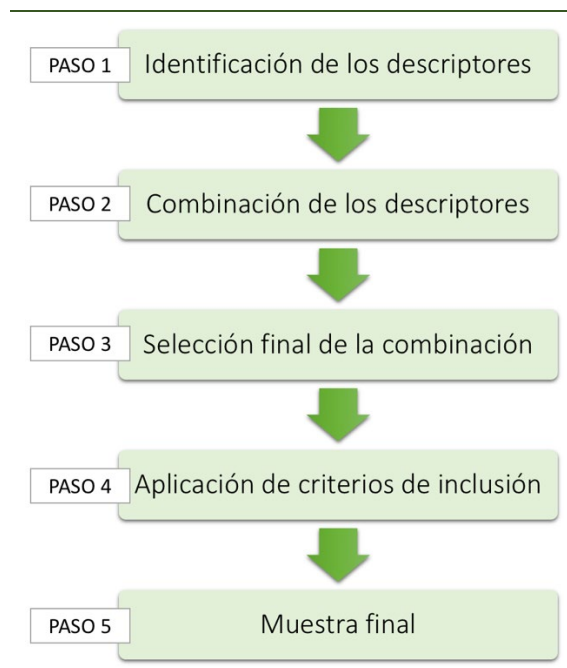 PASO 1 Identificación de los descriptores
PASO 2 Combinación de los descriptores
PASO 3 Selección final de la combinación
PASO 4 Aplicación de criterios de inclusión
PASO 5 Muestra final